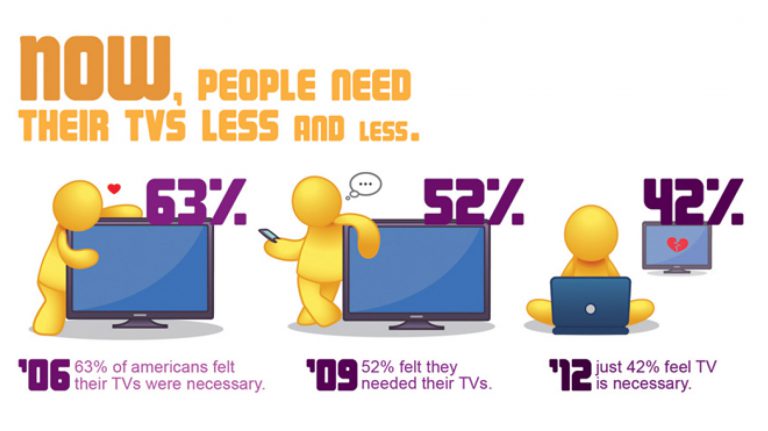 NOW, PEOPLE NEED
THEIR TVS LESS AND LESS.
63%
52%
42%
'06 63% of americans felt
their TVs were necessary.
'09 52% felt they
needed their TVs.
'12 just 42% feel TV
is necessary.